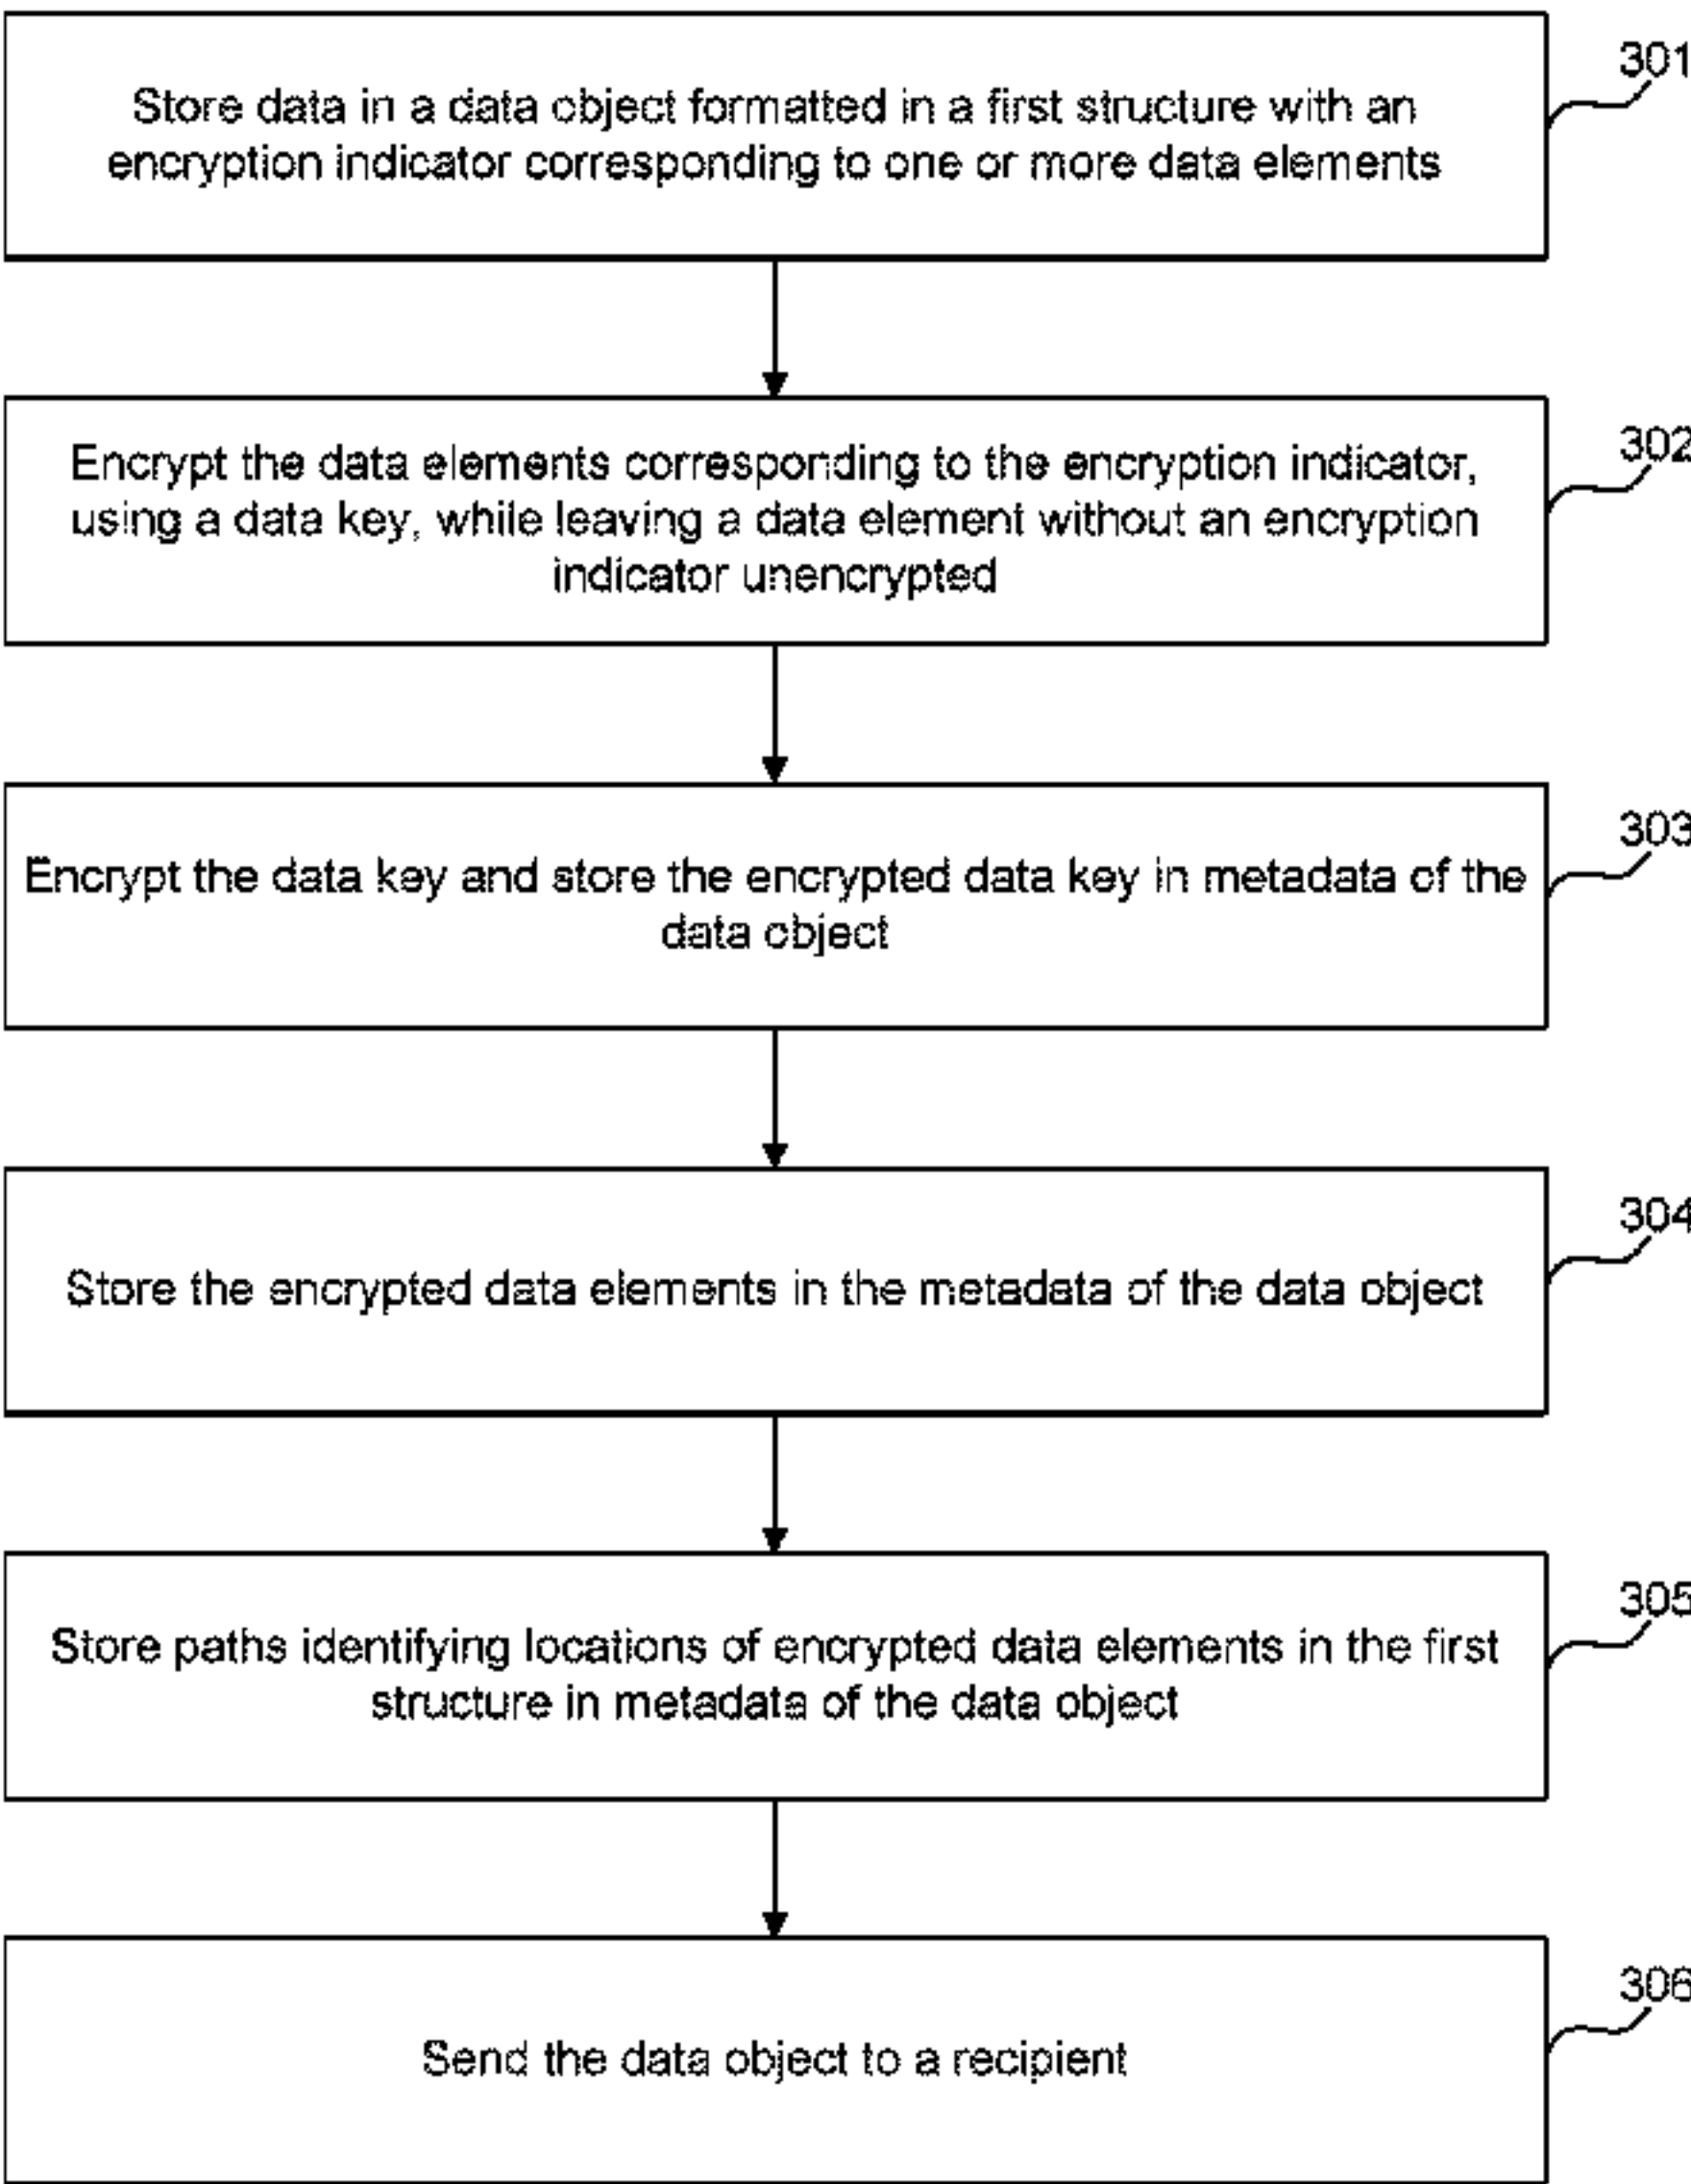 301
Store data in a data object formatted in a first structure with an
encryption indicator corresponding to one or more data elements
302
Encrypt the data elements corresponding to the encryption indicator,
using a data key, while leaving a data element without an encryption
indicator unencrypted
303
Encrypt the data key and store the encrypted data key in metadata of the
data object
304
Store the encrypted data elements in the metadata of the data object
305
Store paths identifying locations of encrypted data elements in the first
structure in metadata of the data object
306
Send the data object to a recipient